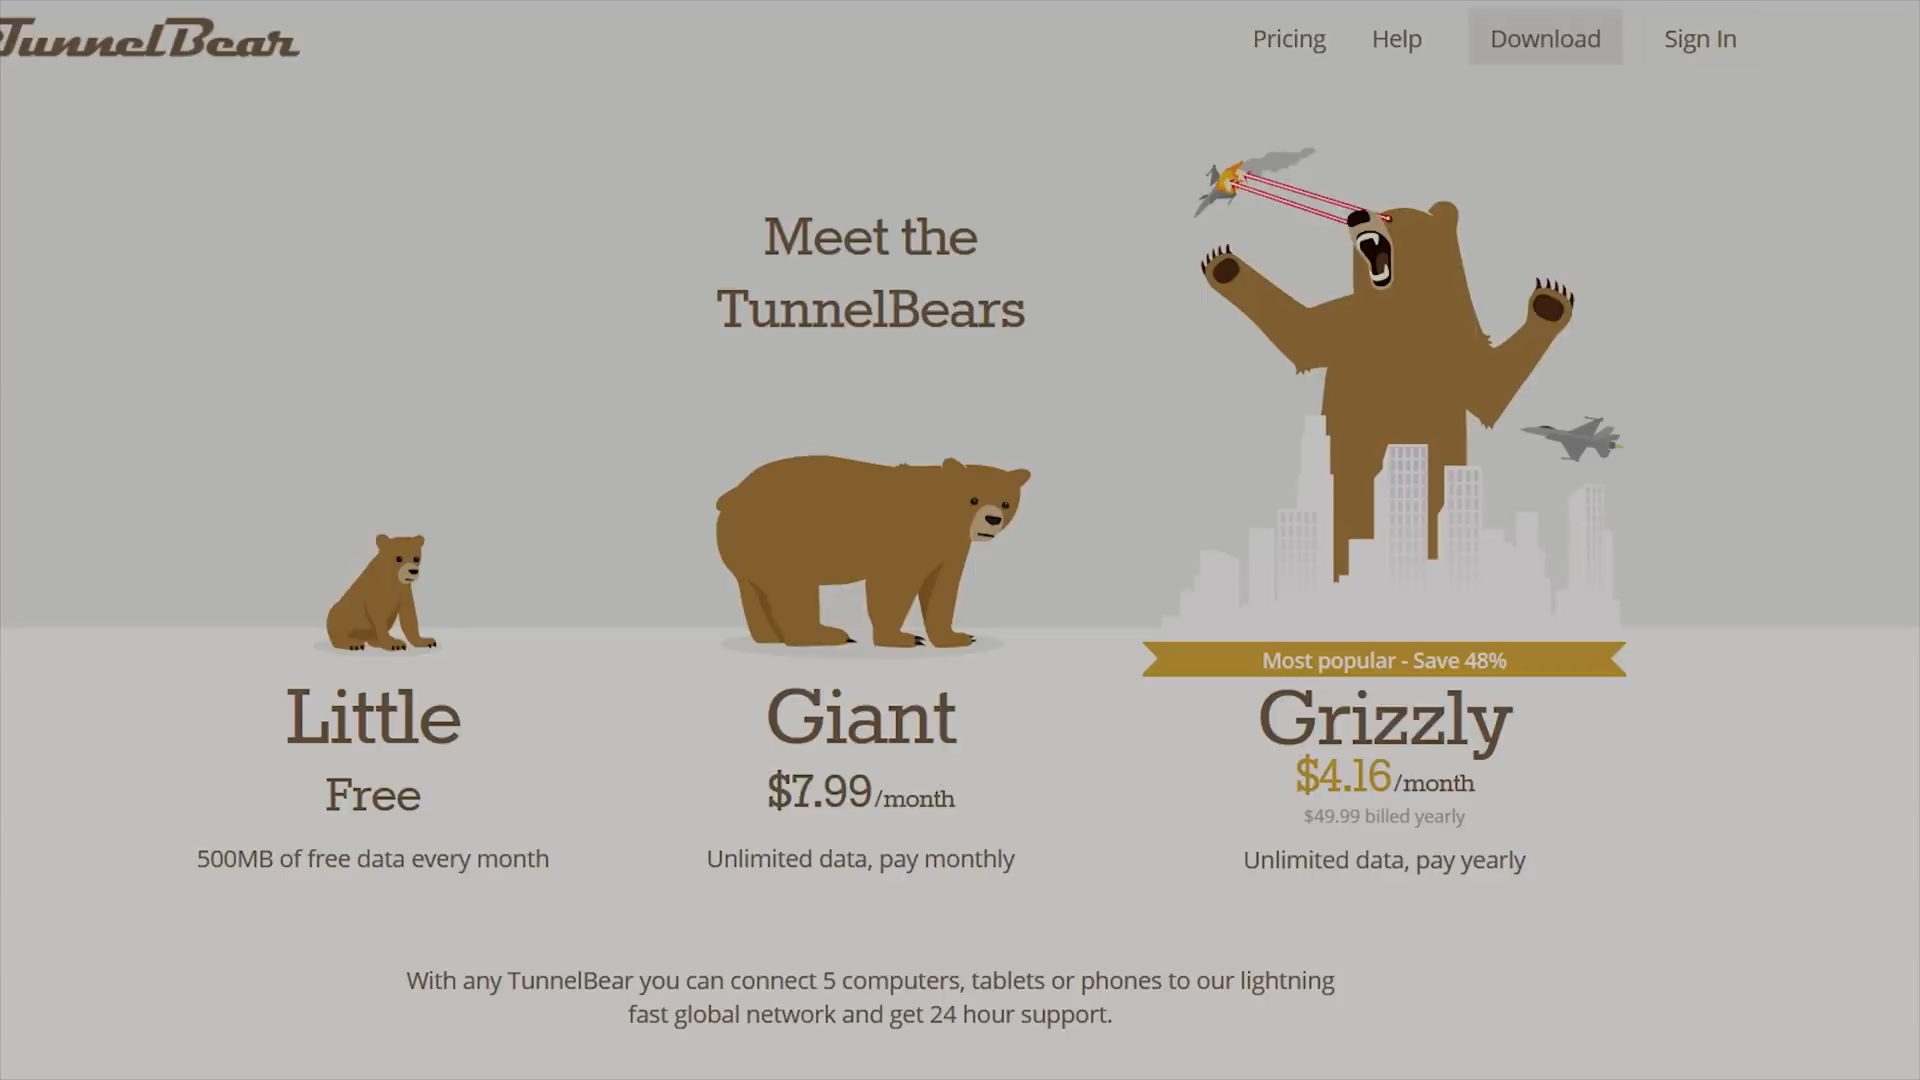 TunnelBear
Pricing
Help
Download
Sign In
Meet the
TunnelBears
Most popular - Save 48%
Little
Free
500MB of free data every month
Giant
$7.99/month
Unlimited data, pay monthly
Grizzly
$4.16/month
$49.99 billed yearly
Unlimited data, pay yearly
With any TunnelBear you can connect 5 computers, tablets or phones to our lightning
fast global network and get 24 hour support.